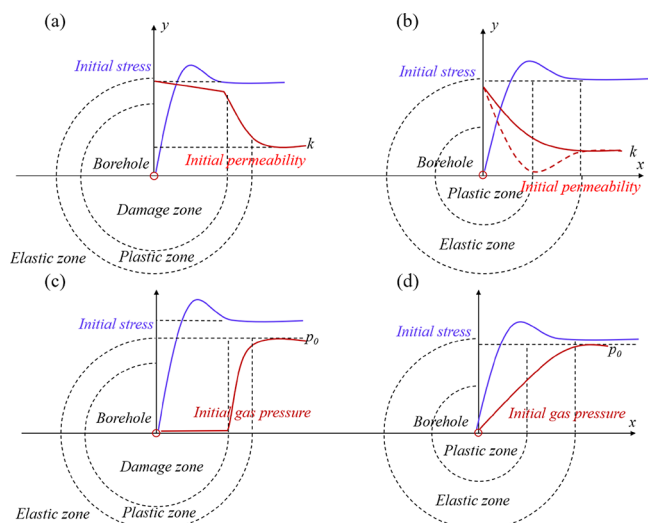 (a)
y
Initial stress
k
Borehole
Initial permeability
Damage zone
Elastic zone
Plastic zone
(b)
y
Initial stress
k
x
Borehole
Plastic zone
Initial permeability
Elastic zone
(c)
Initial stress
p0
Borehole
Initial gas pressure
Damage zone
Elastic zone
Plastic zone
(d)
Initial stress
p0
Borehole
Initial gas pressure
x
Plastic zone
Elastic zone